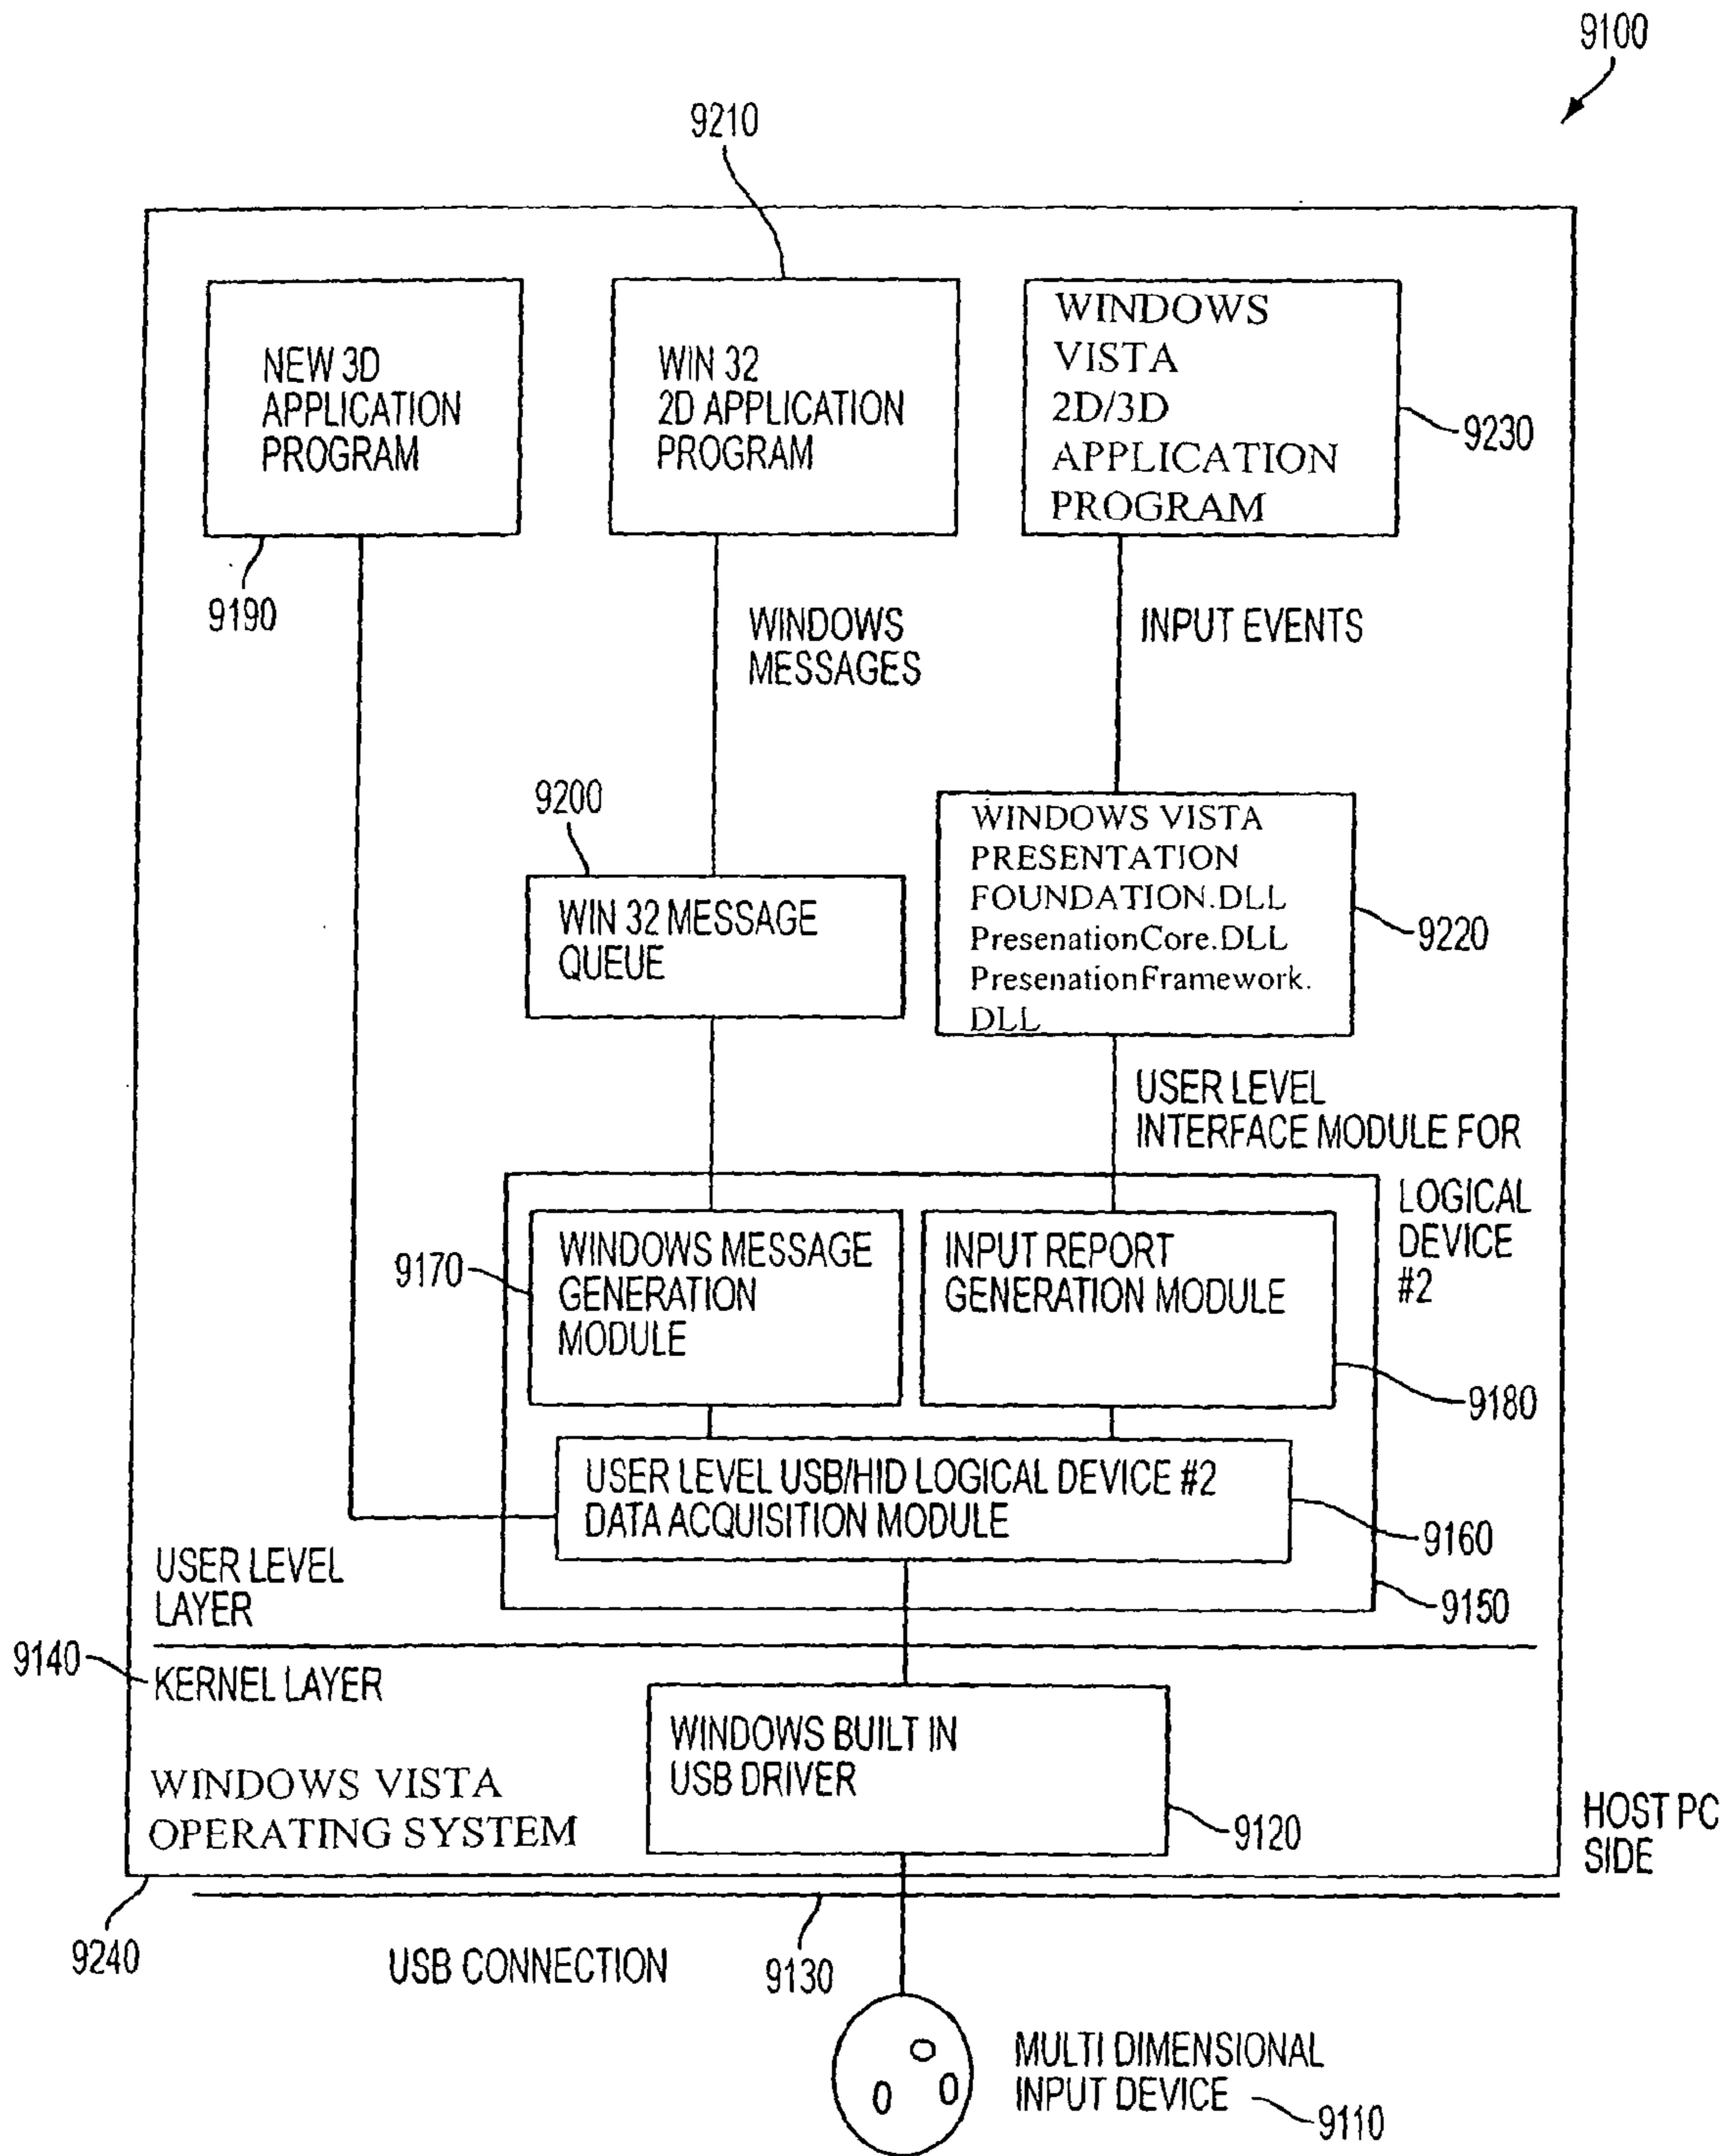 9100
9210
NEW 3D
APPLICATION
PROGRAM
WIN 32
2D APPLICATION
PROGRAM
WINDOWS
VISTA
2D/3D
APPLICATION
PROGRAM
9230
9190
WINDOWS
MESSAGES
INPUT EVENTS
9200
WIN 32 MESSAGE
QUEUE
WINDOWS VISTA
PRESENTATION
FOUNDATION.DLL
PresenationCore.DLL
PresenationFramework.
DLL
9220
USER LEVEL
INTERFACE MODULE FOR
LOGICAL
DEVICE
#2
9170
WINDOWS MESSAGE
GENERATION
MODULE
INPUT REPORT
GENERATION MODULE
9180
USER LEVEL USB/HID LOGICAL DEVICE #2
DATA ACQUISITION MODULE
9160
9150
USER LEVEL
LAYER
9140
KERNEL LAYER
WINDOWS BUILT IN
USB DRIVER
9120
WINDOWS VISTA
OPERATING SYSTEM
HOST PC
SIDE
9240
USB CONNECTION
9130
MULTI DIMENSIONAL
INPUT DEVICE
9110